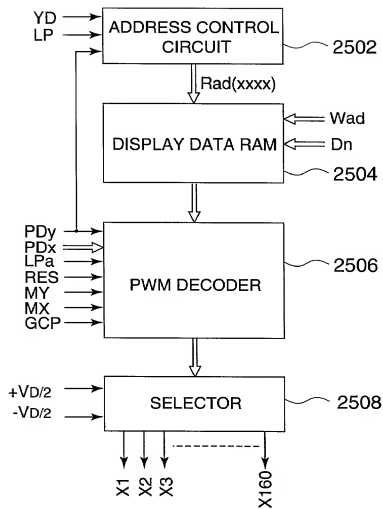 YD
LP
ADDRESS CONTROL
CIRCUIT
2502
Rad(xxxx)
DISPLAY DATA RAM
Wad
Dn
2504
PDy
PDx
LPa
RES
MY
MX
GCP
PWM DECODER
2506
+VD/2
-VD/2
SELECTOR
2508
X1
X2
X3
X160